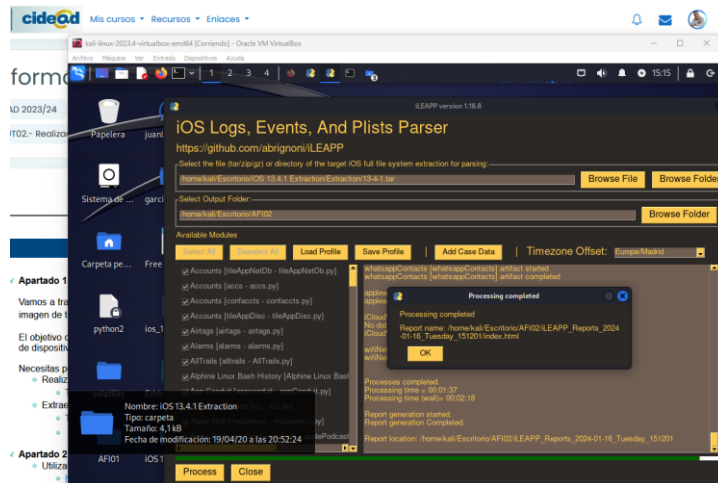 cidead Mis cursos Recursos Enlaces
kali-linux-2023.4-virtualbox-amd64 [Corriendo] - Oracle VM VirtualBox
Archivo Máquina Ver Entrada Dispositivos Ayuda
1 2 3 4 15:15
forma
AD 2023/24
UT02.- Realizo
Papelera
juanl
Sistema de ...
garci
Carpeta pe...
Free
python2
ios_1
volatility
AFI01
iOS 1
Apartado 1
Vamos a tra
imagen de t
El objetivo d
de dispositiv
Necesitas p
Realiz
Extrae
Apartado 2
Utiliza
iLEAPP version 1.18.8
iOS Logs, Events, And Plists Parser
https://github.com/abrignoni/iLEAPP
Select the file (tar/zip/gz) or directory of the target iOS full file system extraction for parsing:
/home/kali/Escritorio/iOS 13.4.1 Extraction/Extraction/13-4-1.tar
Browse File Browse Folder
Select Output Folder:
/home/kali/Escritorio/AFI02
Browse Folder
Available Modules
Select All Deselect All Load Profile Save Profile | Add Case Data | Timezone Offset: Europe/Madrid
Accounts [tileAppNetDb - tileAppNetDb.py]
Accounts [accs - accs.py]
Accounts [confaccts - confaccts.py]
Accounts [tileAppDisc - tileAppDisc.py]
Airtags [airtags - airtags.py]
Alarms [alarms - alarms.py]
AllTrails [alltrails - AllTrails.py]
Alphine Linux Bash History [Alphine Linux Bas
whatsappContacts [whatsappContacts] artifact started
whatsappContacts [whatsappContacts] artifact completed
Processing completed
Processing completed
Report name: /home/kali/Escritorio/AFI02/iLEAPP_Reports_2024
-01-16_Tuesday_151201/index.html
OK
Processes completed.
Processing time = 00:01:37
Processing time (wall)= 00:02:18
Report generation started.
Report generation Completed.
Report location: /home/kali/Escritorio/AFI02/iLEAPP_Reports_2024-01-16_Tuesday_151201
Nombre: iOS 13.4.1 Extraction
Tipo: carpeta
Tamaño: 4,1 kB
Fecha de modificación: 19/04/20 a las 20:52:24
Process Close